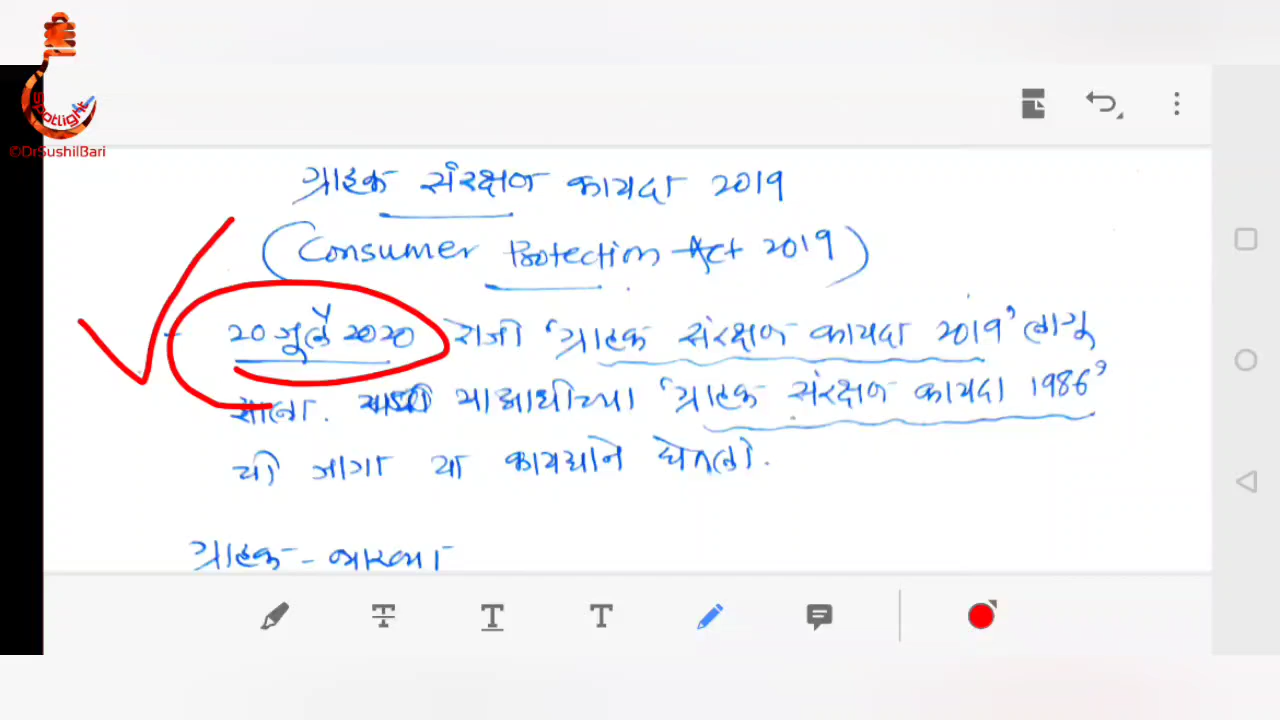 Spotlight
©DrSushilBari
ग्राहक संरक्षण कायदा 2019
(Consumer Protection Act 2019)
- 20 जूलै 2020 रोजी 'ग्राहक संरक्षण कायदा 2019' लागू
झाला. याआधीच्या 'ग्राहक संरक्षण कायदा 1986'
ची जागा या कायद्याने घेतली.
ग्राहक - व्याख्या
T T T